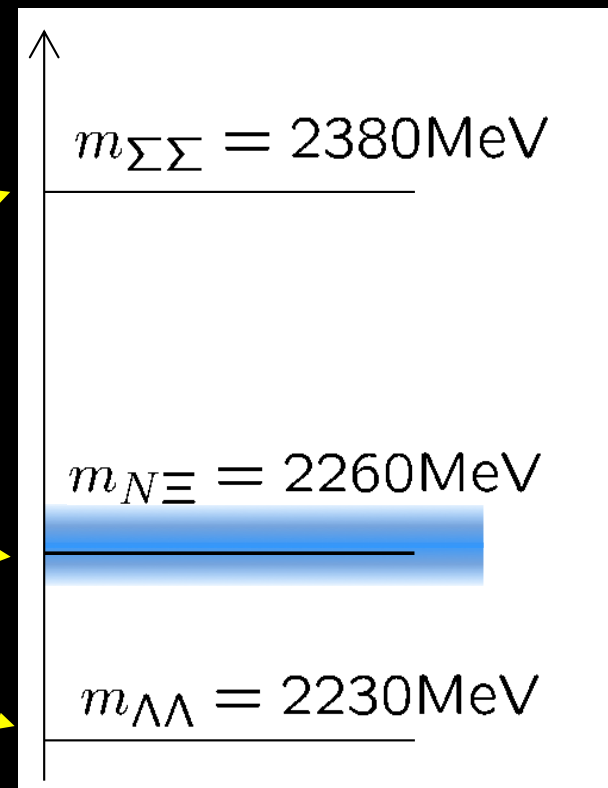 m_ΣΣ = 2380MeV
m_NΞ = 2260MeV
m_ΛΛ = 2230MeV